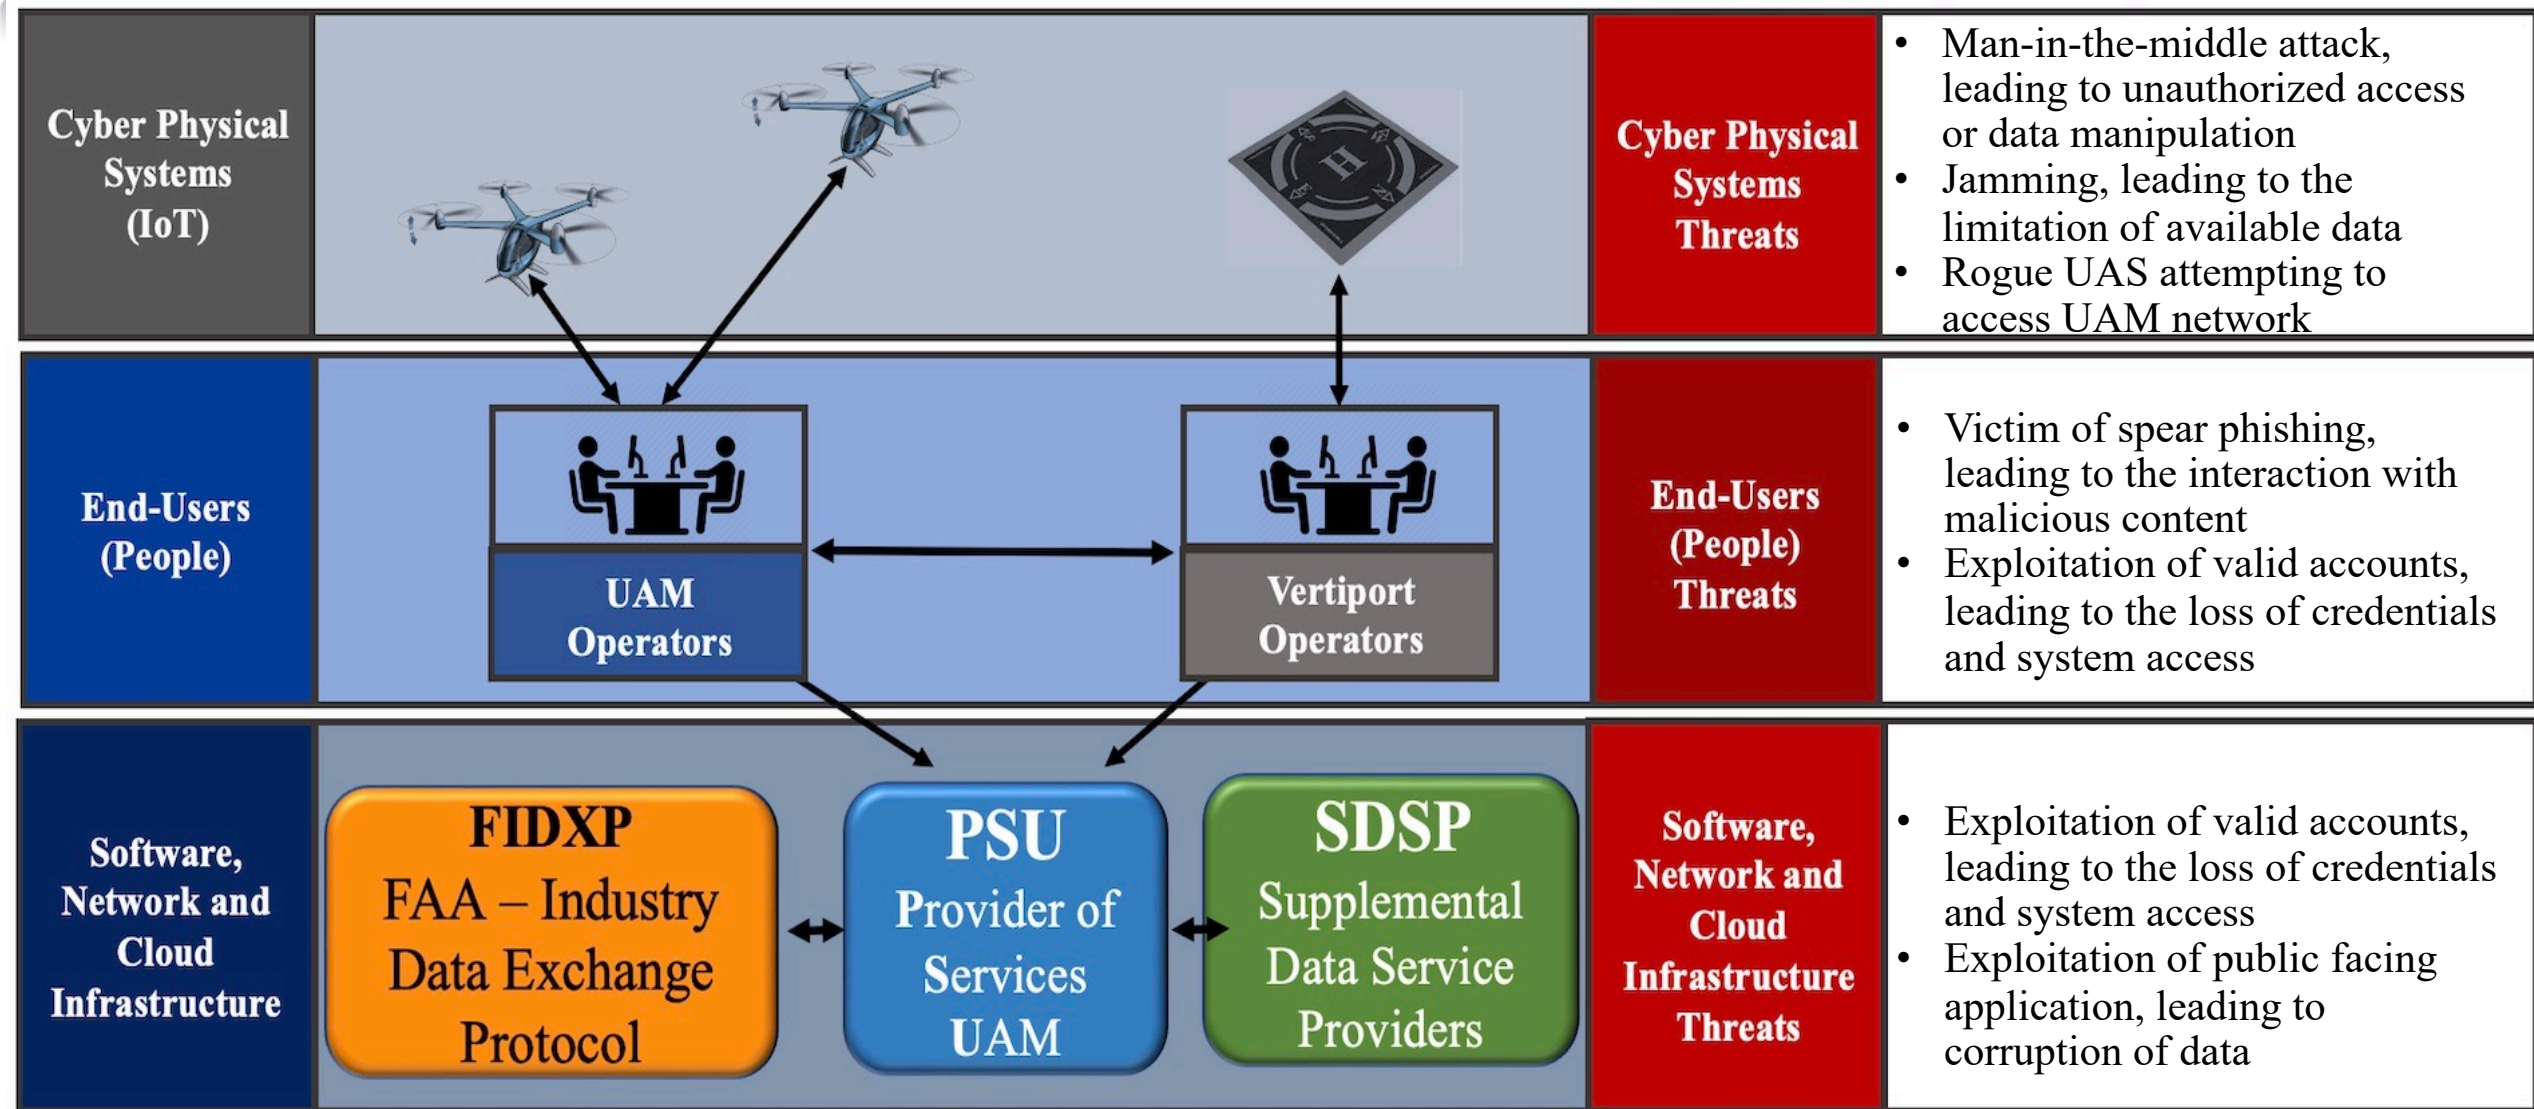 Cyber Physical
Systems
(IoT)
H
Cyber Physical
Systems
Threats
• Man-in-the-middle attack,
leading to unauthorized access
or data manipulation
• Jamming, leading to the
limitation of available data
• Rogue UAS attempting to
access UAM network
End-Users
(People)
UAM
Operators
Vertiport
Operators
End-Users
(People)
Threats
• Victim of spear phishing,
leading to the interaction with
malicious content
• Exploitation of valid accounts,
leading to the loss of credentials
and system access
Software,
Network and
Cloud
Infrastructure
FIDXP
FAA – Industry
Data Exchange
Protocol
PSU
Provider of
Services
UAM
SDSP
Supplemental
Data Service
Providers
Software,
Network and
Cloud
Infrastructure
Threats
• Exploitation of valid accounts,
leading to the loss of credentials
and system access
• Exploitation of public facing
application, leading to
corruption of data